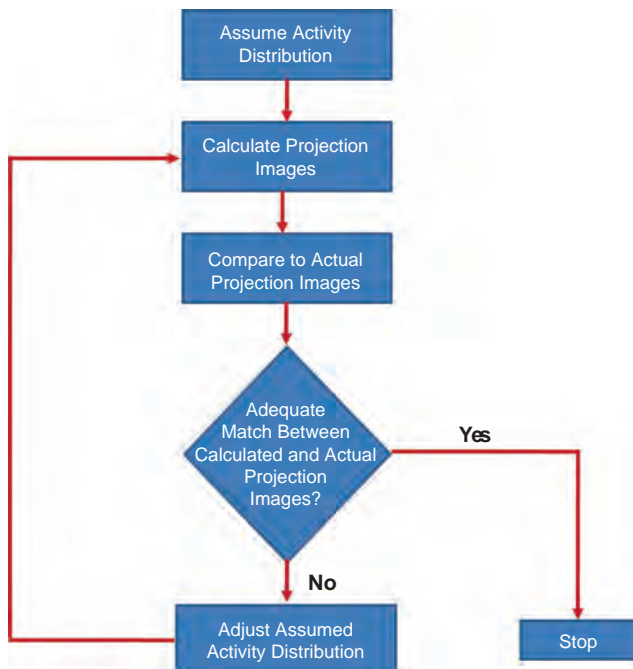 Assume Activity
Distribution
Calculate Projection
Images
Compare to Actual
Projection Images
Adequate
Match Between
Calculated and Actual
Projection
Images?
Yes
No
Adjust Assumed
Activity Distribution
Stop